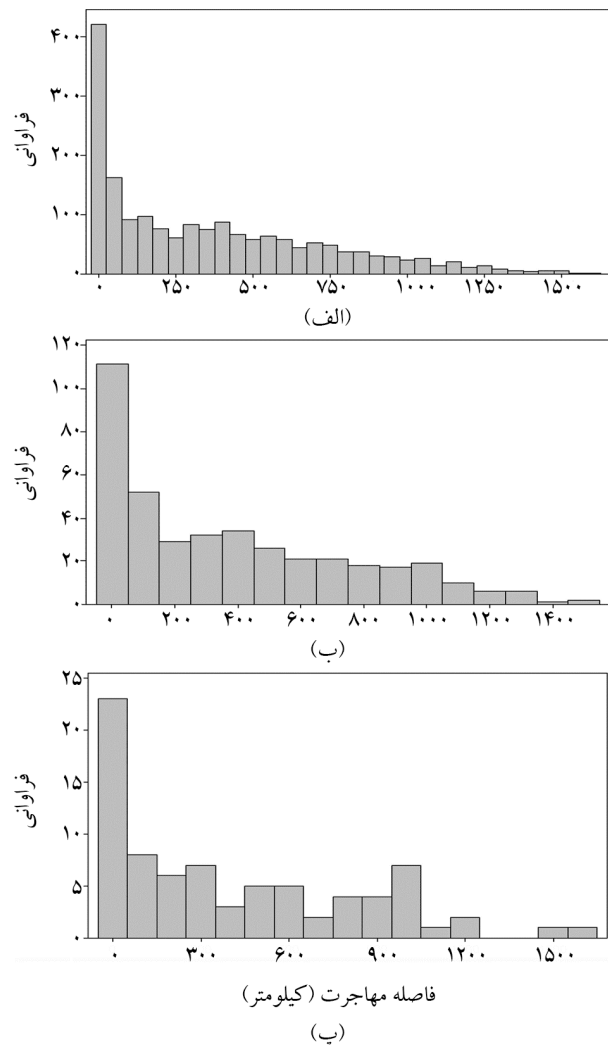 فراوانی
۴۰۰
۳۰۰
۲۰۰
۱۰۰
۰
۰ ۲۵۰ ۵۰۰ ۷۵۰ ۱۰۰۰ ۱۲۵۰ ۱۵۰۰
(الف)
فراوانی
۱۲۰
۱۰۰
۸۰
۶۰
۴۰
۲۰
۰
۰ ۲۰۰ ۴۰۰ ۶۰۰ ۸۰۰ ۱۰۰۰ ۱۲۰۰ ۱۴۰۰
(ب)
فراوانی
۲۵
۲۰
۱۵
۱۰
۵
۰
۰ ۳۰۰ ۶۰۰ ۹۰۰ ۱۲۰۰ ۱۵۰۰
فاصله مهاجرت (کیلومتر)
(پ)